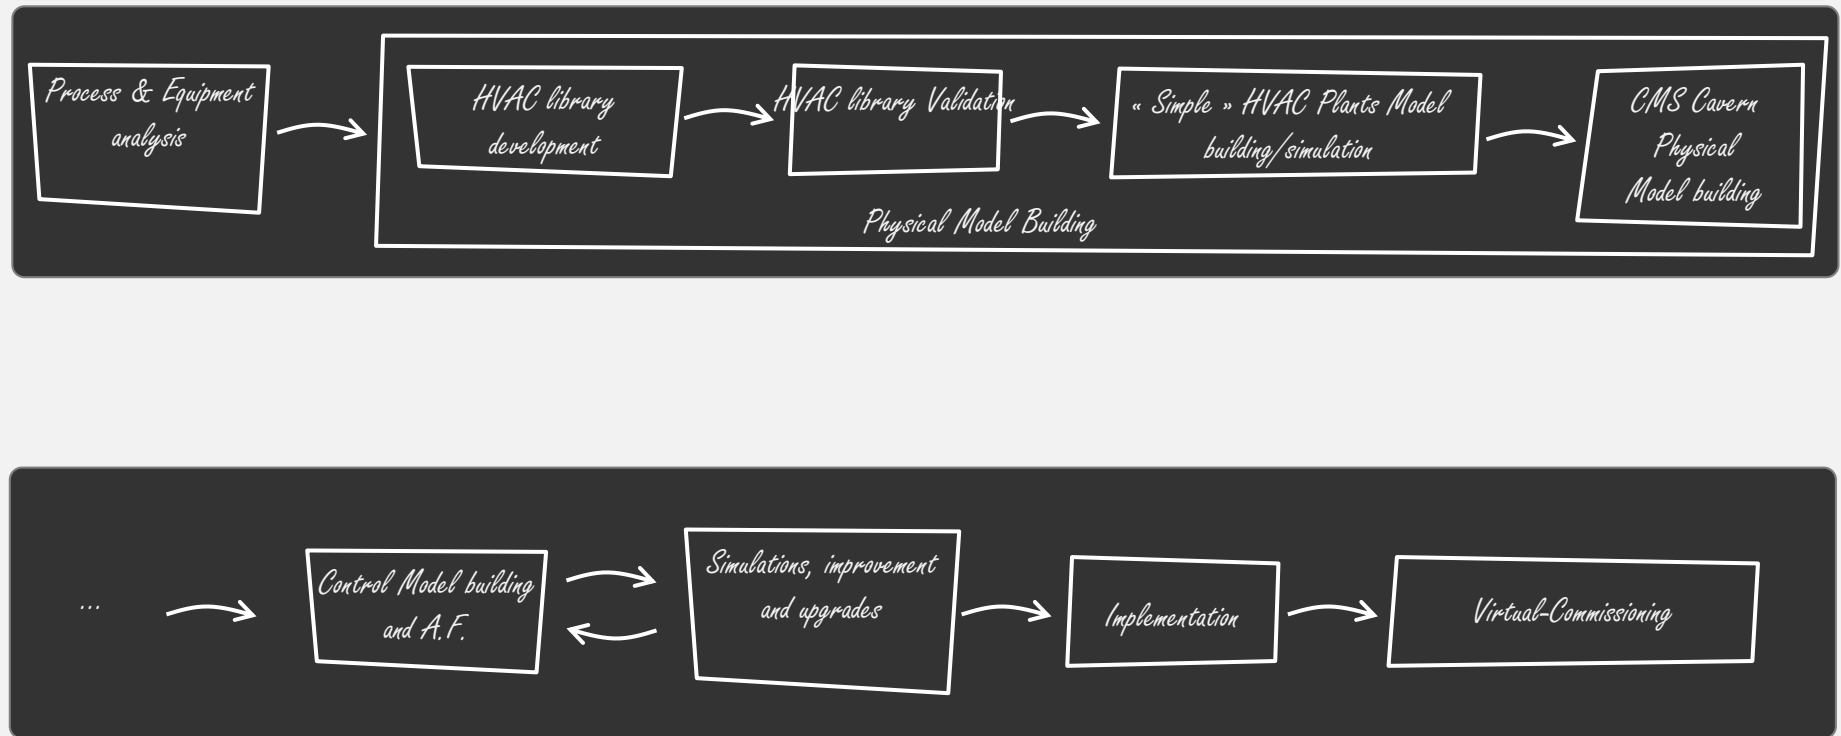 Process & Equipment
analysis
HVAC library
development
HVAC library Validation
« Simple » HVAC Plants Model
building/simulation
CMS Cavern
Physical
Model building
Physical Model Building
...
Control Model building
and A.F.
Simulations, improvement
and upgrades
Implementation
Virtual-Commissioning